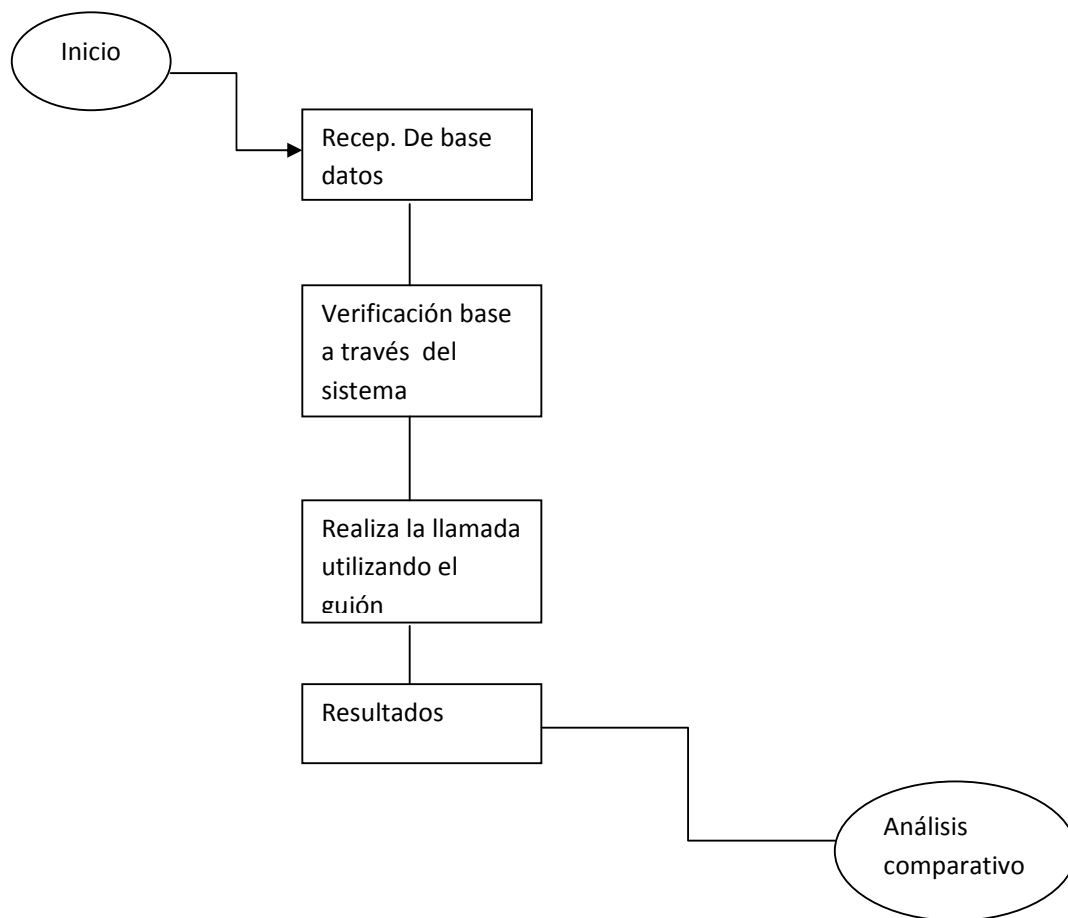 Inicio
Recep. De base
datos
Verificación base
a través del
sistema
Realiza la llamada
utilizando el
guión
Resultados
Análisis
comparativo